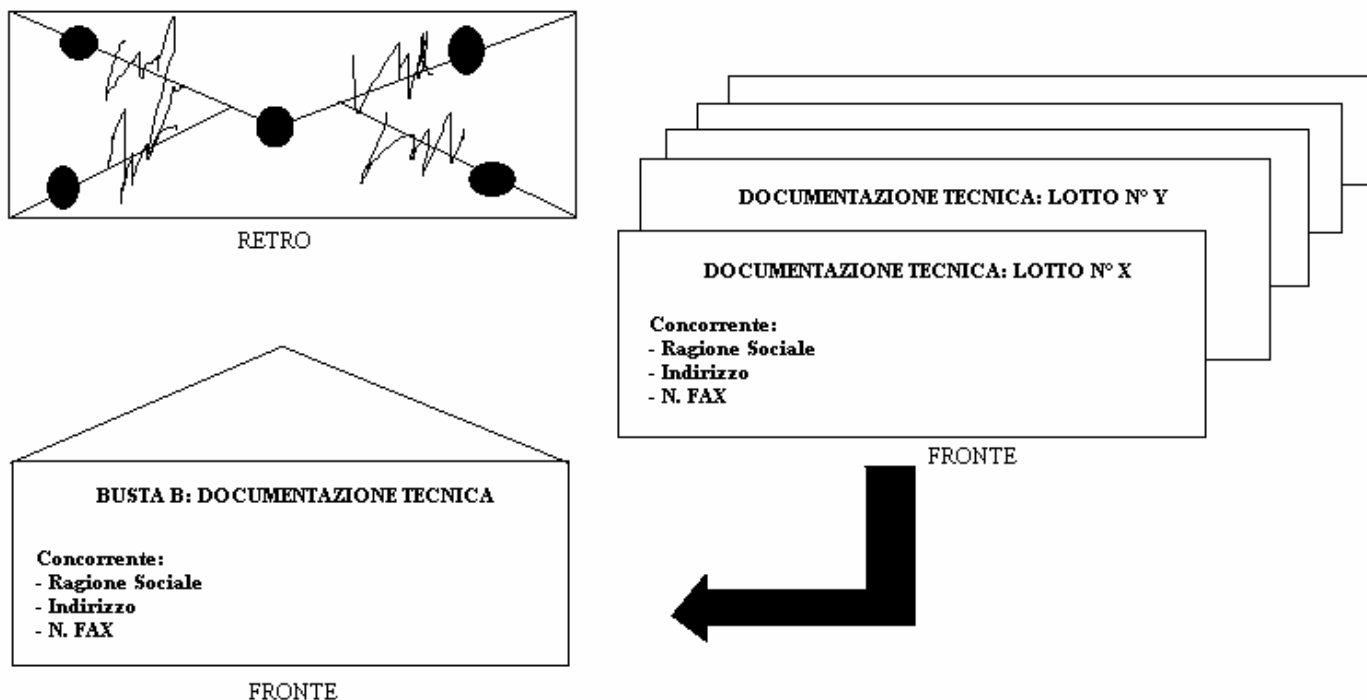 RETRO
DOCUMENTAZIONE TECNICA: LOTTO N° Y
DOCUMENTAZIONE TECNICA: LOTTO N° X
Concorrente:
- Ragione Sociale
- Indirizzo
- N. FAX
FRONTE
BUSTA B: DOCUMENTAZIONE TECNICA
Concorrente:
- Ragione Sociale
- Indirizzo
- N. FAX
FRONTE